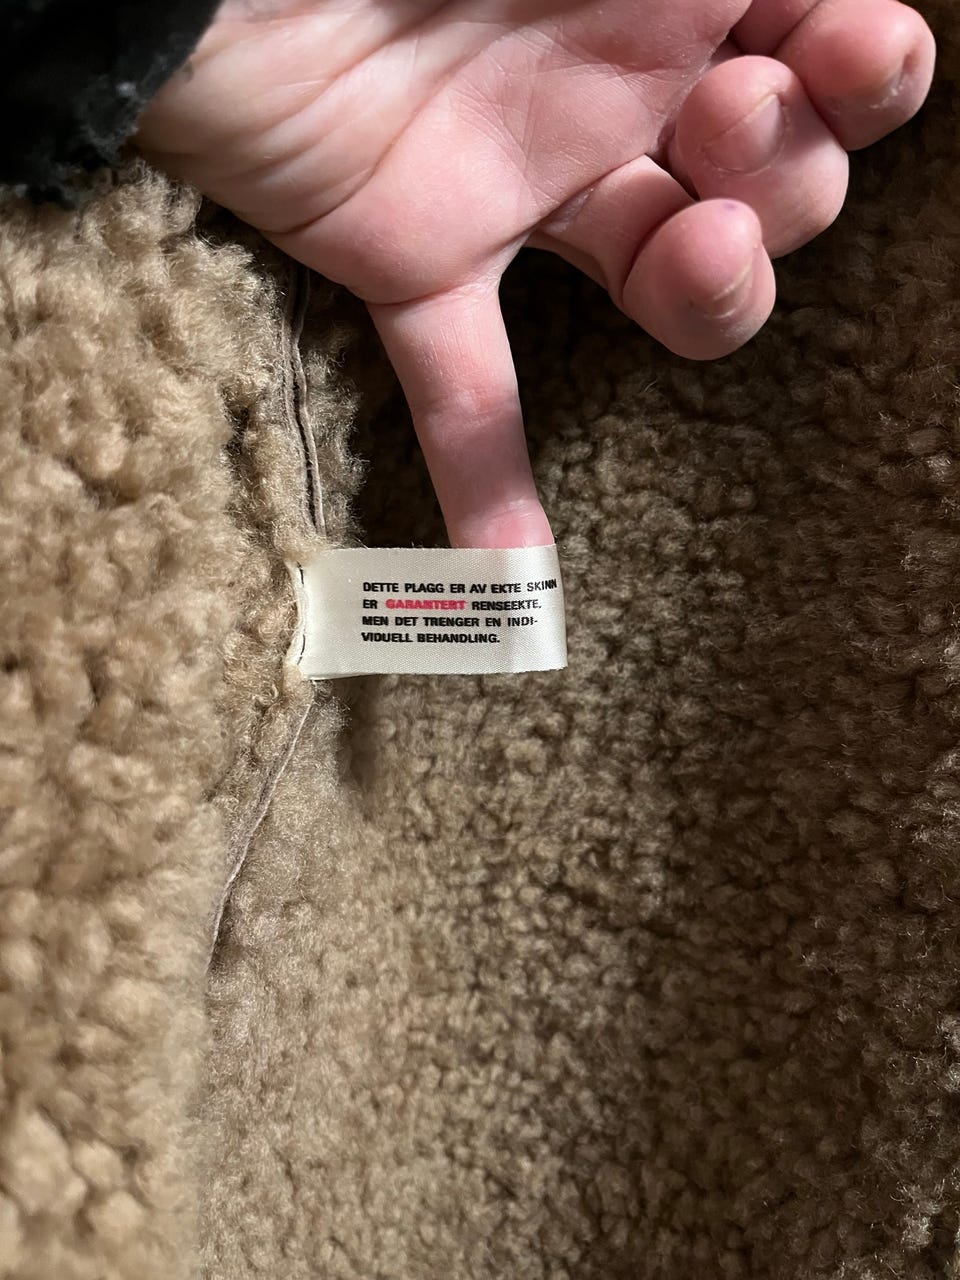 DETTE PLAGG ER AV EKTE SKINN
ER GARANTERT RENSEEKTE,
MEN DET TRENGER EN INDI-
VIDUELL BEHANDLING.